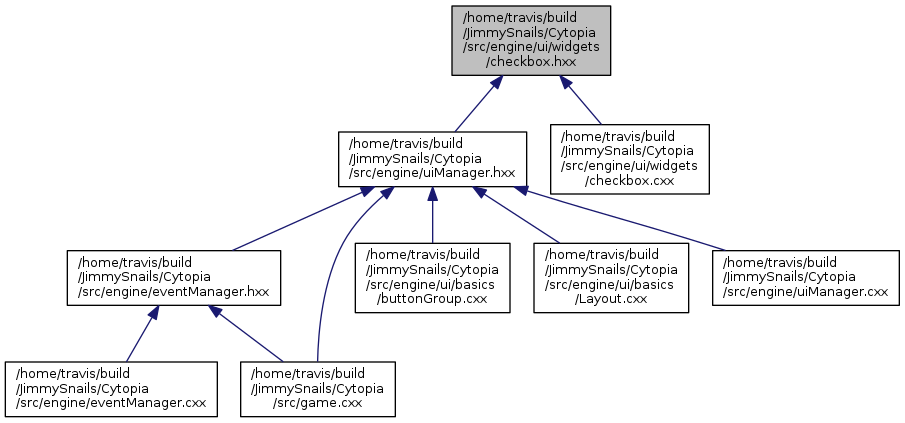 /home/travis/build
/JimmySnails/Cytopia
/src/engine/ui/widgets
/checkbox.hxx
/home/travis/build
/JimmySnails/Cytopia
/src/engine/uiManager.hxx
/home/travis/build
/JimmySnails/Cytopia
/src/engine/ui/widgets
/checkbox.cxx
/home/travis/build
/JimmySnails/Cytopia
/src/engine/eventManager.hxx
/home/travis/build
/JimmySnails/Cytopia
/src/engine/ui/basics
/buttonGroup.cxx
/home/travis/build
/JimmySnails/Cytopia
/src/engine/ui/basics
/Layout.cxx
/home/travis/build
/JimmySnails/Cytopia
/src/engine/uiManager.cxx
/home/travis/build
/JimmySnails/Cytopia
/src/engine/eventManager.cxx
/home/travis/build
/JimmySnails/Cytopia
/src/game.cxx